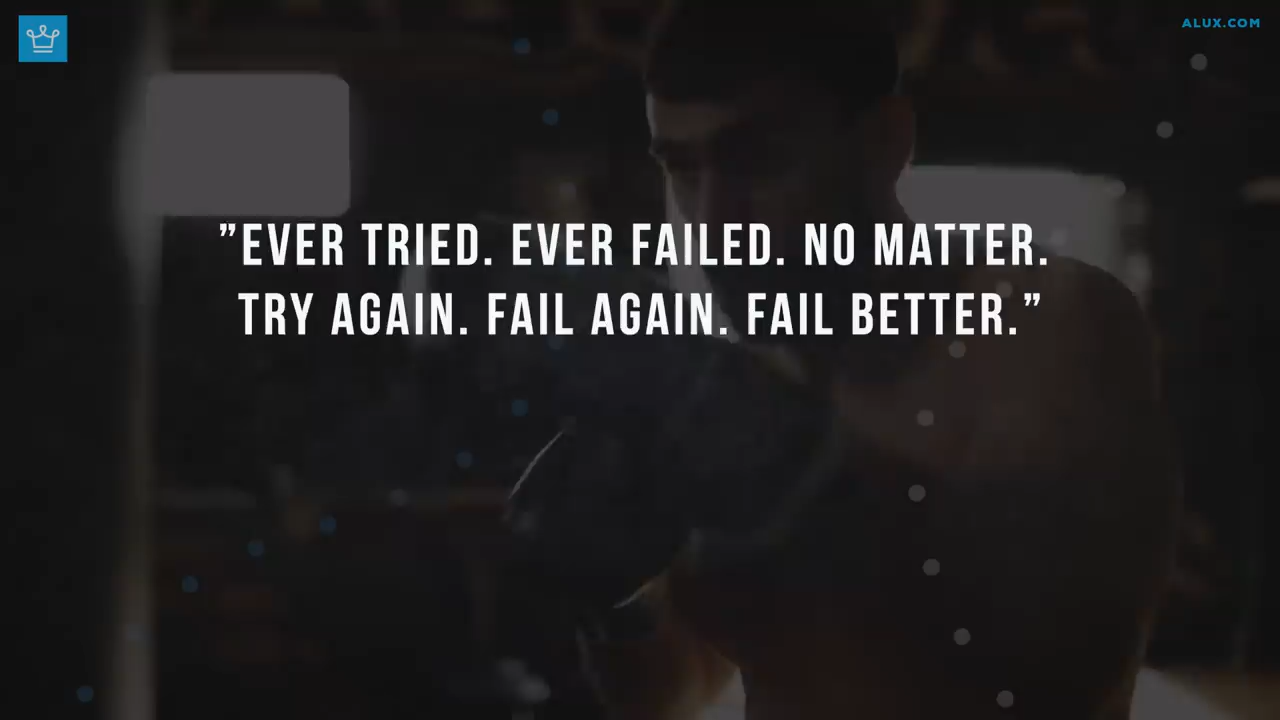 ALUX.COM
”EVER TRIED. EVER FAILED. NO MATTER.
TRY AGAIN. FAIL AGAIN. FAIL BETTER.”